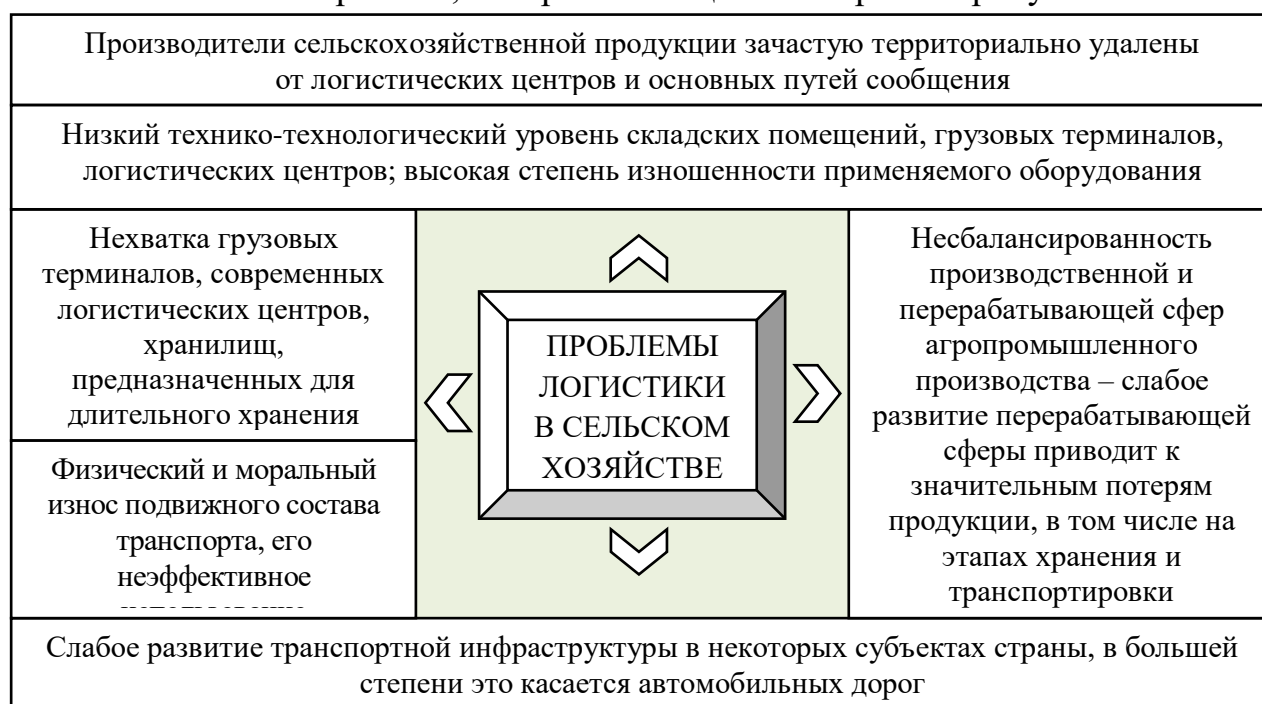 Производители сельскохозяйственной продукции зачастую территориально удалены
от логистических центров и основных путей сообщения
Низкий технико-технологический уровень складских помещений, грузовых терминалов,
логистических центров; высокая степень изношенности применяемого оборудования
Нехватка грузовых
терминалов, современных
логистических центров,
хранилищ,
предназначенных для
длительного хранения
Физический и моральный
износ подвижного состава
транспорта, его
неэффективное
ПРОБЛЕМЫ
ЛОГИСТИКИ
В СЕЛЬСКОМ
ХОЗЯЙСТВЕ
Несбалансированность
производственной и
перерабатывающей сфер
агропромышленного
производства – слабое
развитие перерабатывающей
сферы приводит к
значительным потерям
продукции, в том числе на
этапах хранения и
транспортировки
Слабое развитие транспортной инфраструктуры в некоторых субъектах страны, в большей
степени это касается автомобильных дорог